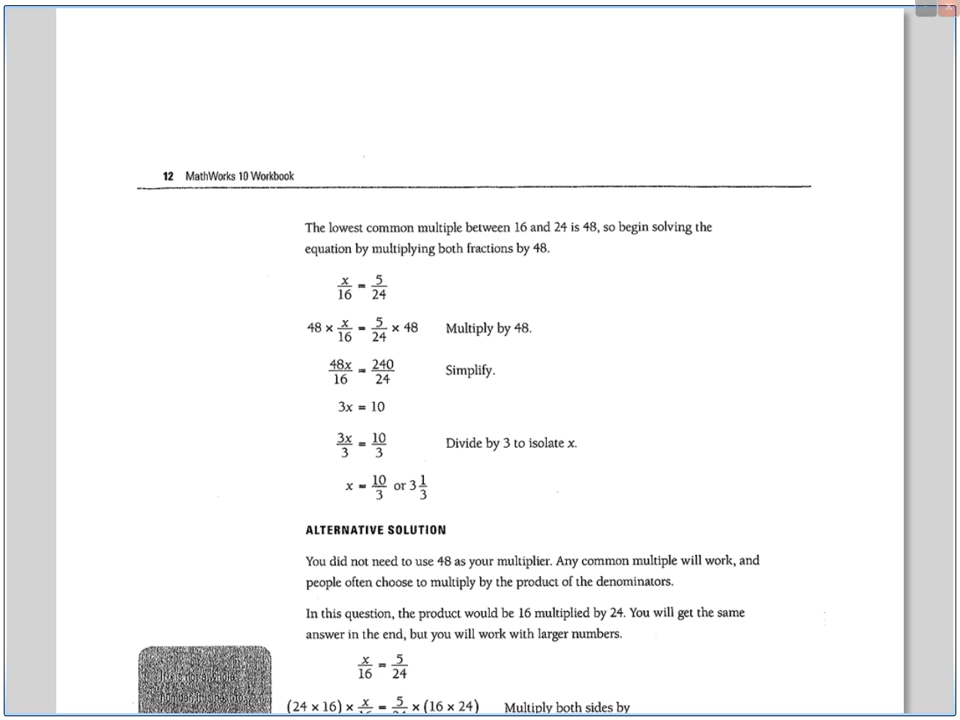 12 MathWorks 10 Workbook
The lowest common multiple between 16 and 24 is 48, so begin solving the
equation by multiplying both fractions by 48.
x/16 = 5/24
48 × x/16 = 5/24 × 48 Multiply by 48.
48x/16 = 240/24 Simplify.
3x = 10
3x/3 = 10/3 Divide by 3 to isolate x.
x = 10/3 or 3 1/3
ALTERNATIVE SOLUTION
You did not need to use 48 as your multiplier. Any common multiple will work, and
people often choose to multiply by the product of the denominators.
In this question, the product would be 16 multiplied by 24. You will get the same
answer in the end, but you will work with larger numbers.
x/16 = 5/24
(24 × 16) × x = 5 × (16 × 24) Multiply both sides by